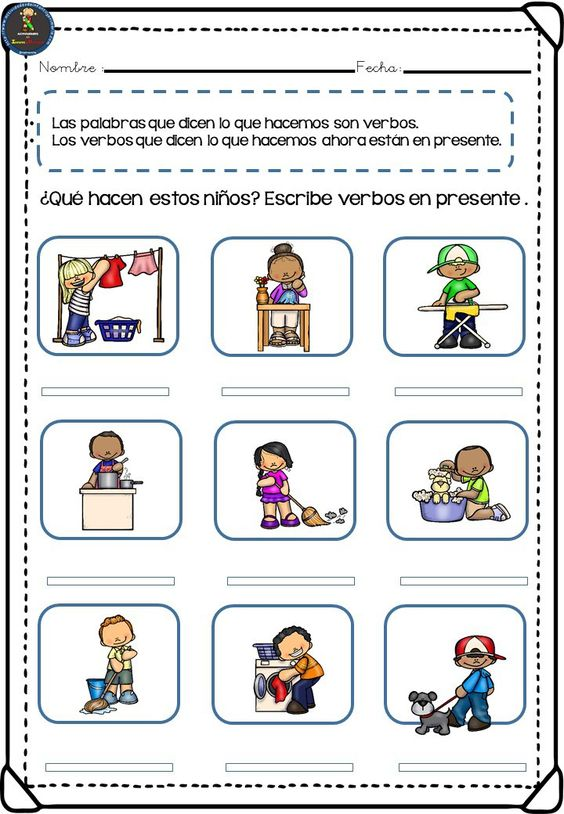 Nombre :
Fecha:
• Las palabras que dicen lo que hacemos son verbos.
• Los verbos que dicen lo que hacemos ahora están en presente.
¿Qué hacen estos niños? Escribe verbos en presente .